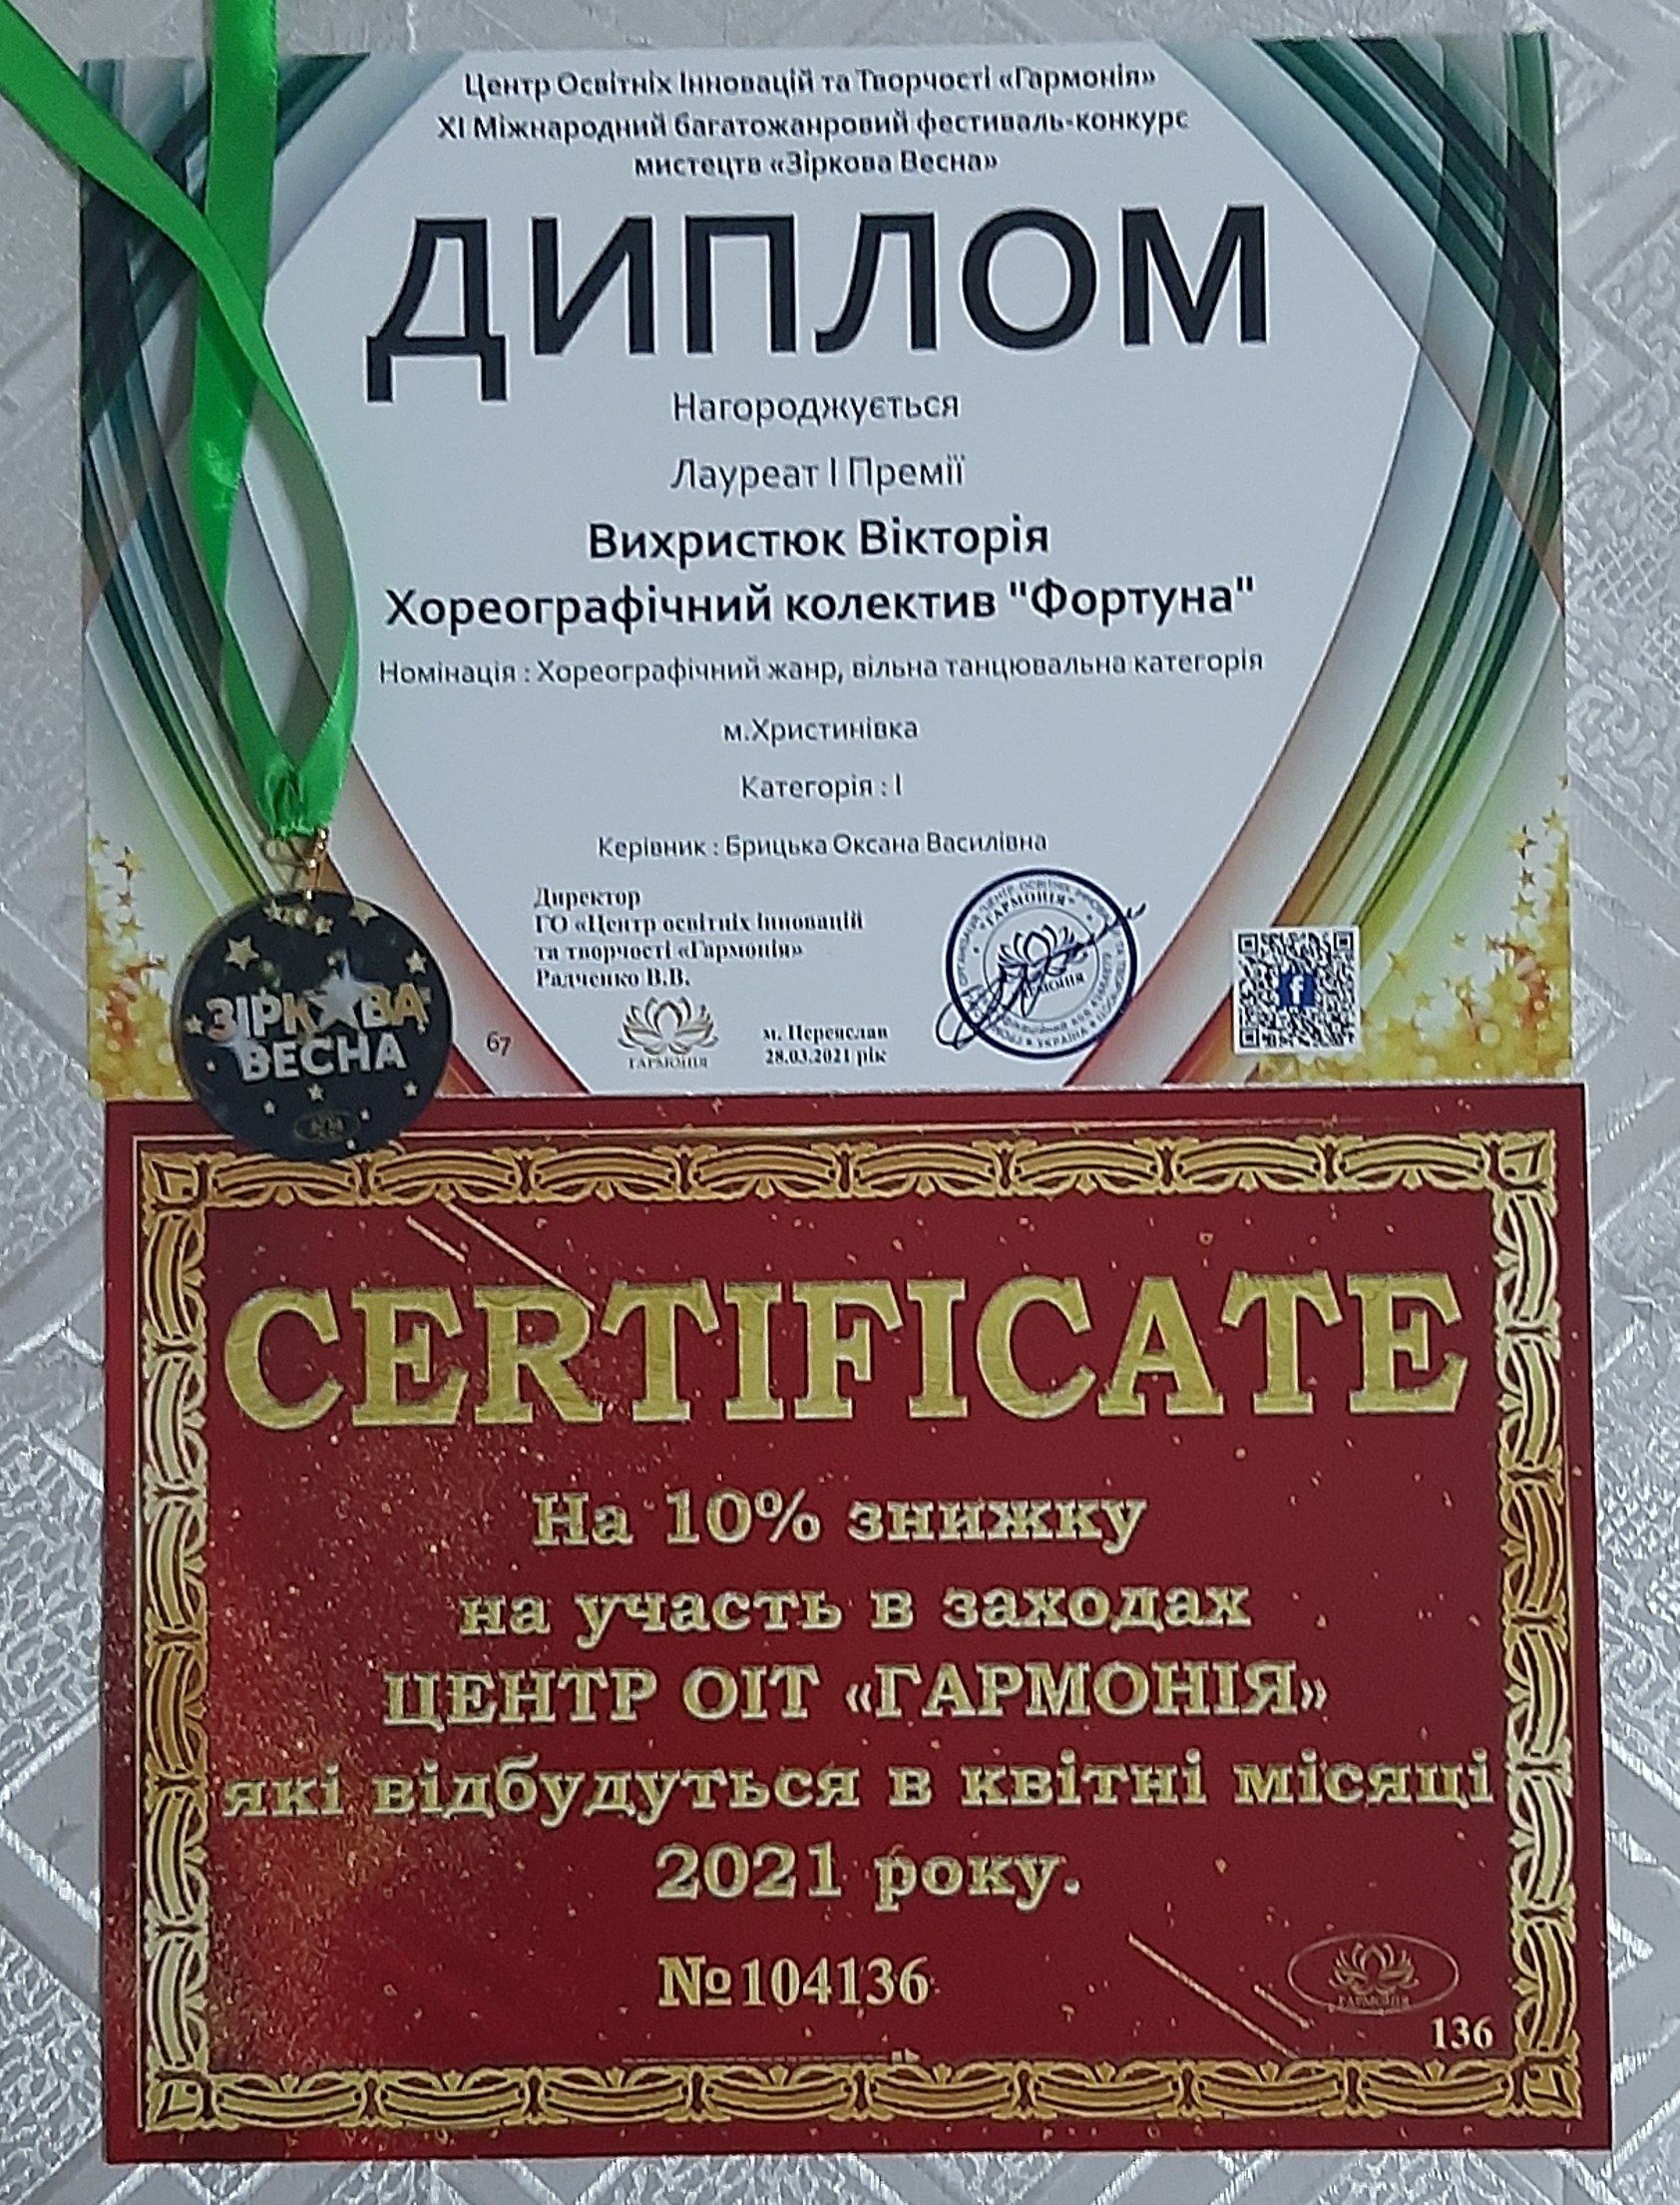 Центр Освітніх Інновацій та Творчості «Гармонія»
XI Міжнародний багатожанровий фестиваль-конкурс
мистецтв «Зіркова Весна»
ДИПЛОМ
Нагороджується
Лауреат І Премії
Вихристюк Вікторія
Хореографічний колектив "Фортуна"
Номінація : Хореографічний жанр, вільна танцювальна категорія
м.Христинівка
Категорія : І
Керівник : Брицька Оксана Василівна
Директор
ГО «Центр освітніх інновацій
та творчості «Гармонія»
Радченко В.В.
ГАРМОНІЯ
м. Переяслав
28.03.2021 рік
«ГАРМОНІЯ»
УКРАЇНА
f
67
ЗІРКОВА
ВЕСНА
CERTIFICATE
На 10% знижку
на участь в заходах
ЦЕНТР ОІТ «ГАРМОНІЯ»
які відбудуться в квітні місяці
2021 року.
№104136
ГАРМОНІЯ
136